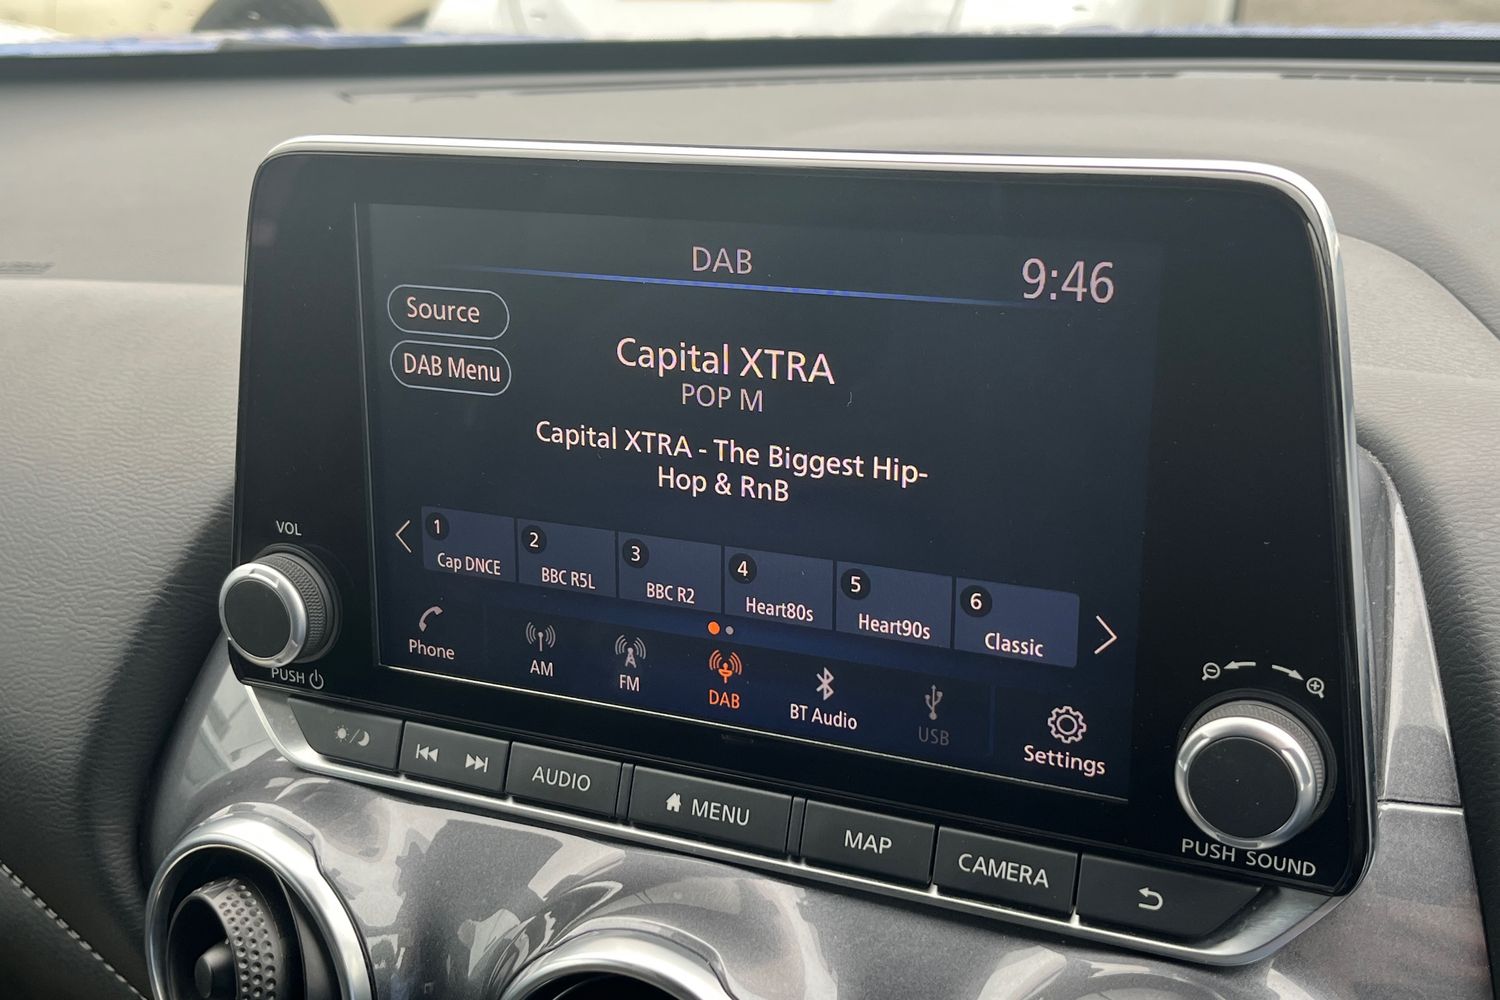 DAB
9:46
Source
DAB Menu
Capital XTRA
POP M
Capital XTRA - The Biggest Hip-
Hop & RnB
1 Cap DNCE
2 BBC R5L
3 BBC R2
4 Heart80s
5 Heart90s
6 Classic
Phone
AM
FM
DAB
BT Audio
USB
Settings
VOL
PUSH
AUDIO
MENU
MAP
CAMERA
PUSH SOUND